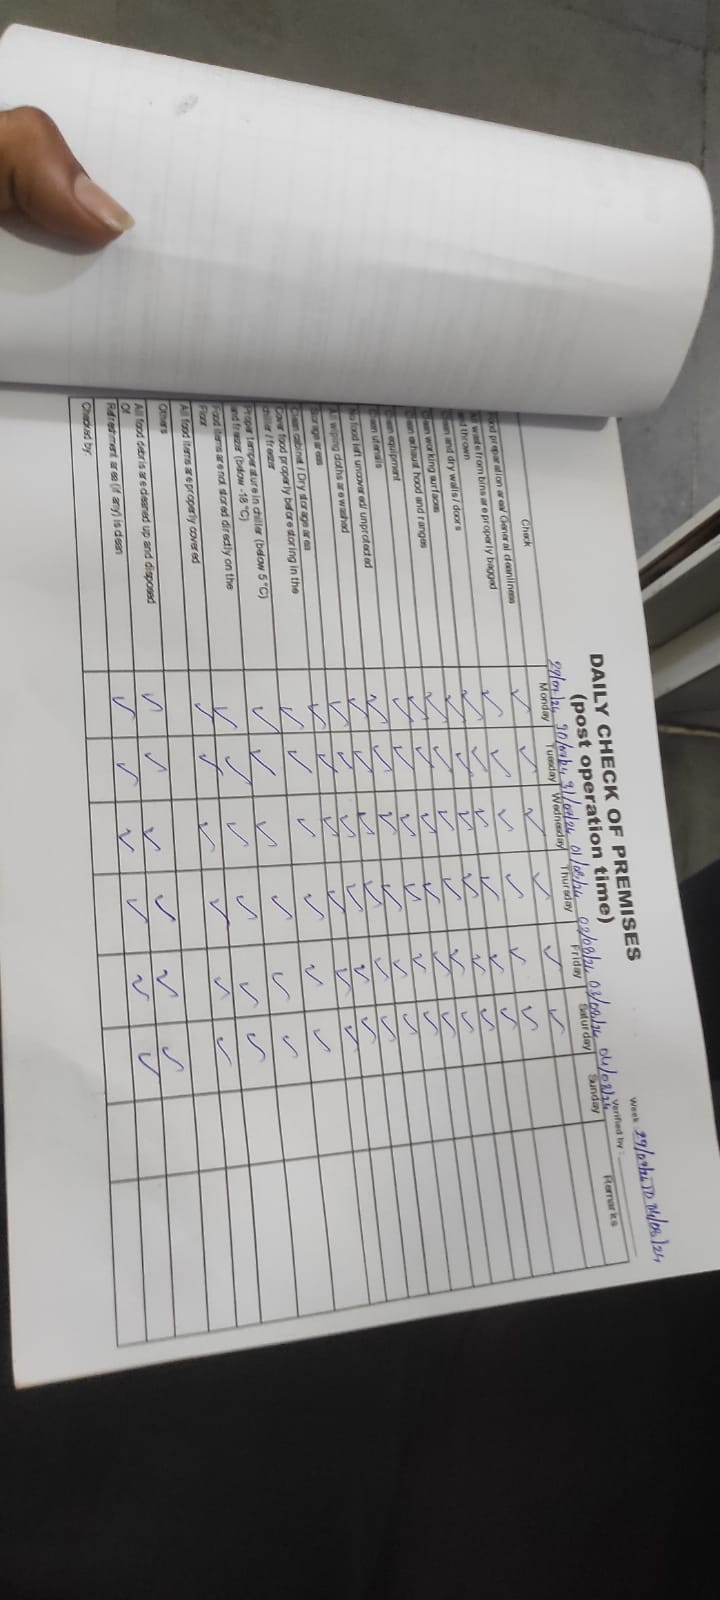 Week: 29/07/24 TO 04/08/24
Verified by:
DAILY CHECK OF PREMISES
(post operation time)
29/07/24 30/07/24 31/07/24 01/08/24 02/08/24 03/08/24 04/08/24
Check Monday Tuesday Wednesday Thursday Friday Saturday Sunday Remarks
Food preparation area/ General cleanliness ✓ ✓ ✓ ✓ ✓ ✓
All waste from bins are properly bagged
and thrown ✓ ✓ ✓ ✓ ✓ ✓
Clean and dry walls / doors ✓ ✓ ✓ ✓ ✓ ✓
Clean working surfaces ✓ ✓ ✓ ✓ ✓ ✓
Clean exhaust hood and ranges ✓ ✓ ✓ ✓ ✓ ✓
Clean equipment ✓ ✓ ✓ ✓ ✓ ✓
Clean utensils ✓ ✓ ✓ ✓ ✓ ✓
No food left uncovered/ unprotected ✓ ✓ ✓ ✓ ✓ ✓
All wiping cloths are washed ✓ ✓ ✓ ✓ ✓ ✓
Storage areas ✓ ✓ ✓ ✓ ✓ ✓
Clean cabinet / Dry storage area ✓ ✓ ✓ ✓ ✓ ✓
Cover food properly before storing in the
chiller / freezer ✓ ✓ ✓ ✓ ✓ ✓
Proper temperature in chiller (below 5 °C)
and freezer (below -18 °C) ✓ ✓ ✓ ✓ ✓ ✓
Food items are not stored directly on the
Floor ✓ ✓ ✓ ✓ ✓ ✓
All food items are properly covered ✓ ✓ ✓ ✓ ✓ ✓
Others
All food debris are cleaned up and disposed
Of ✓ ✓ ✓ ✓ ✓ ✓
Refreshment area (if any) is clean ✓ ✓ ✓ ✓ ✓ ✓
Checked by: